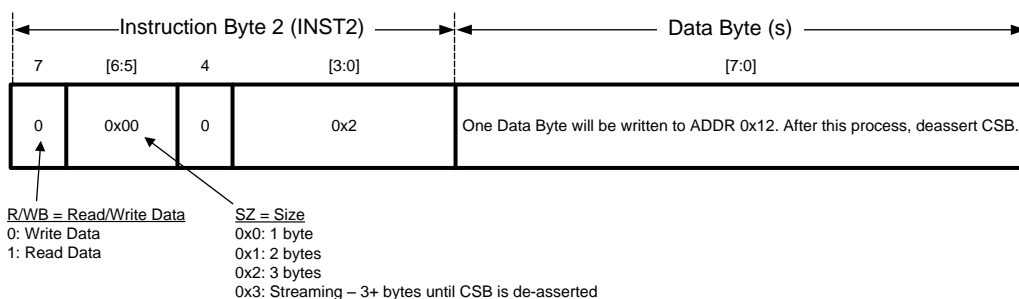 Instruction Byte 2 (INST2) Data Byte (s)
7 [6:5] 4 [3:0] [7:0]
0 0x00 0 0x2 One Data Byte will be written to ADDR 0x12. After this process, deassert CSB.
R/WB = Read/Write Data
0: Write Data
1: Read Data
SZ = Size
0x0: 1 byte
0x1: 2 bytes
0x2: 3 bytes
0x3: Streaming – 3+ bytes until CSB is de-asserted